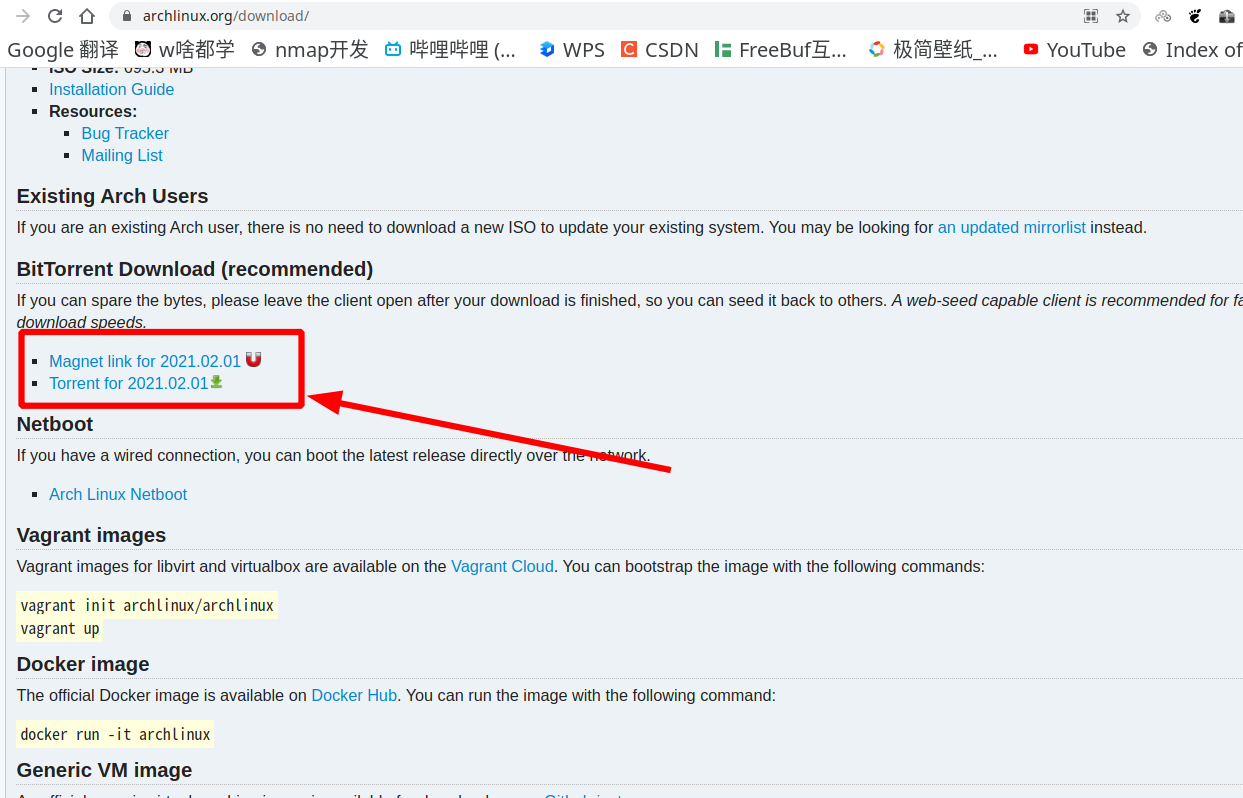 archlinux.org/download/
Google 翻译 w啥都学 nmap开发 哔哩哔哩 (... WPS CSDN FreeBuf互... 极简壁纸_... YouTube Index of
ISO Size: 695.3 MB
Installation Guide
Resources:
Bug Tracker
Mailing List
Existing Arch Users
If you are an existing Arch user, there is no need to download a new ISO to update your existing system. You may be looking for an updated mirrorlist instead.
BitTorrent Download (recommended)
If you can spare the bytes, please leave the client open after your download is finished, so you can seed it back to others. A web-seed capable client is recommended for fa
download speeds.
Magnet link for 2021.02.01
Torrent for 2021.02.01
Netboot
If you have a wired connection, you can boot the latest release directly over the network.
Arch Linux Netboot
Vagrant images
Vagrant images for libvirt and virtualbox are available on the Vagrant Cloud. You can bootstrap the image with the following commands:
vagrant init archlinux/archlinux
vagrant up
Docker image
The official Docker image is available on Docker Hub. You can run the image with the following command:
docker run -it archlinux
Generic VM image